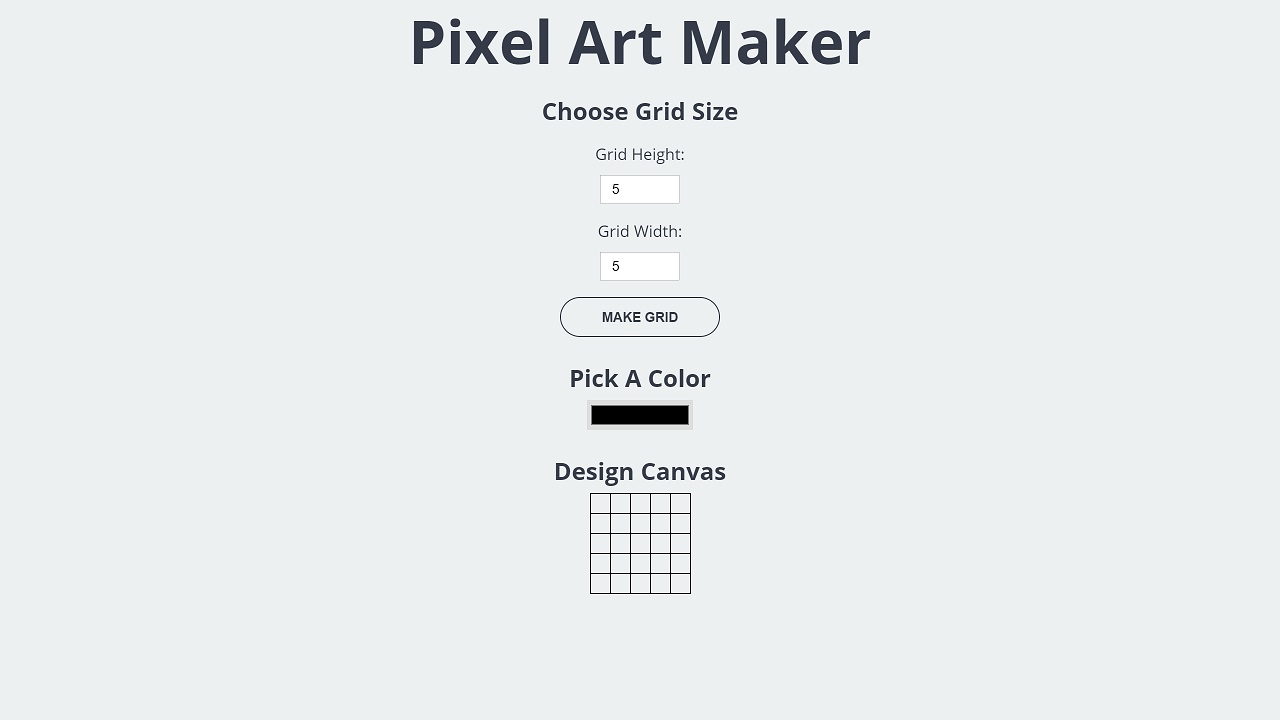 Pixel Art Maker
Choose Grid Size
Grid Height:
5
Grid Width:
5
MAKE GRID
Pick A Color
Design Canvas